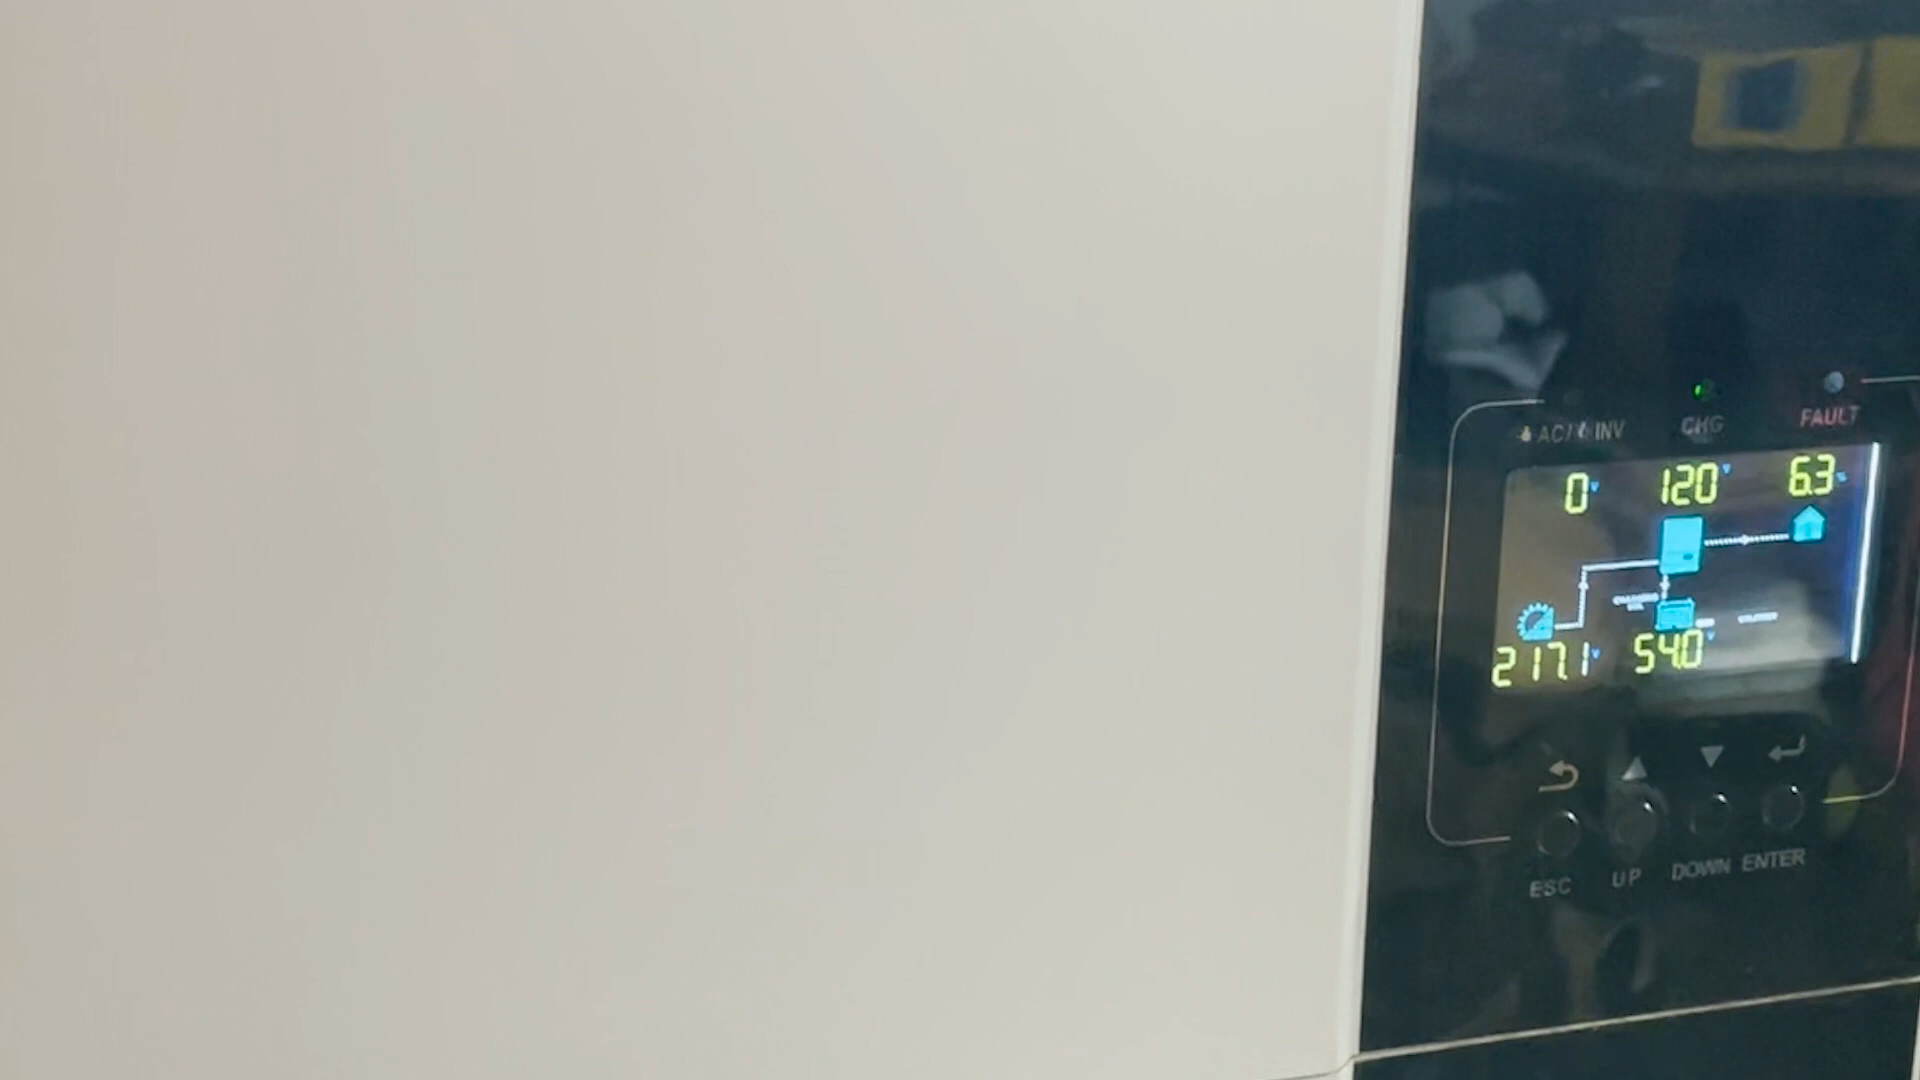 AC/INV CHG FAULT
0V 120V 6.3%
217.1V 54.0V
ESC UP DOWN ENTER